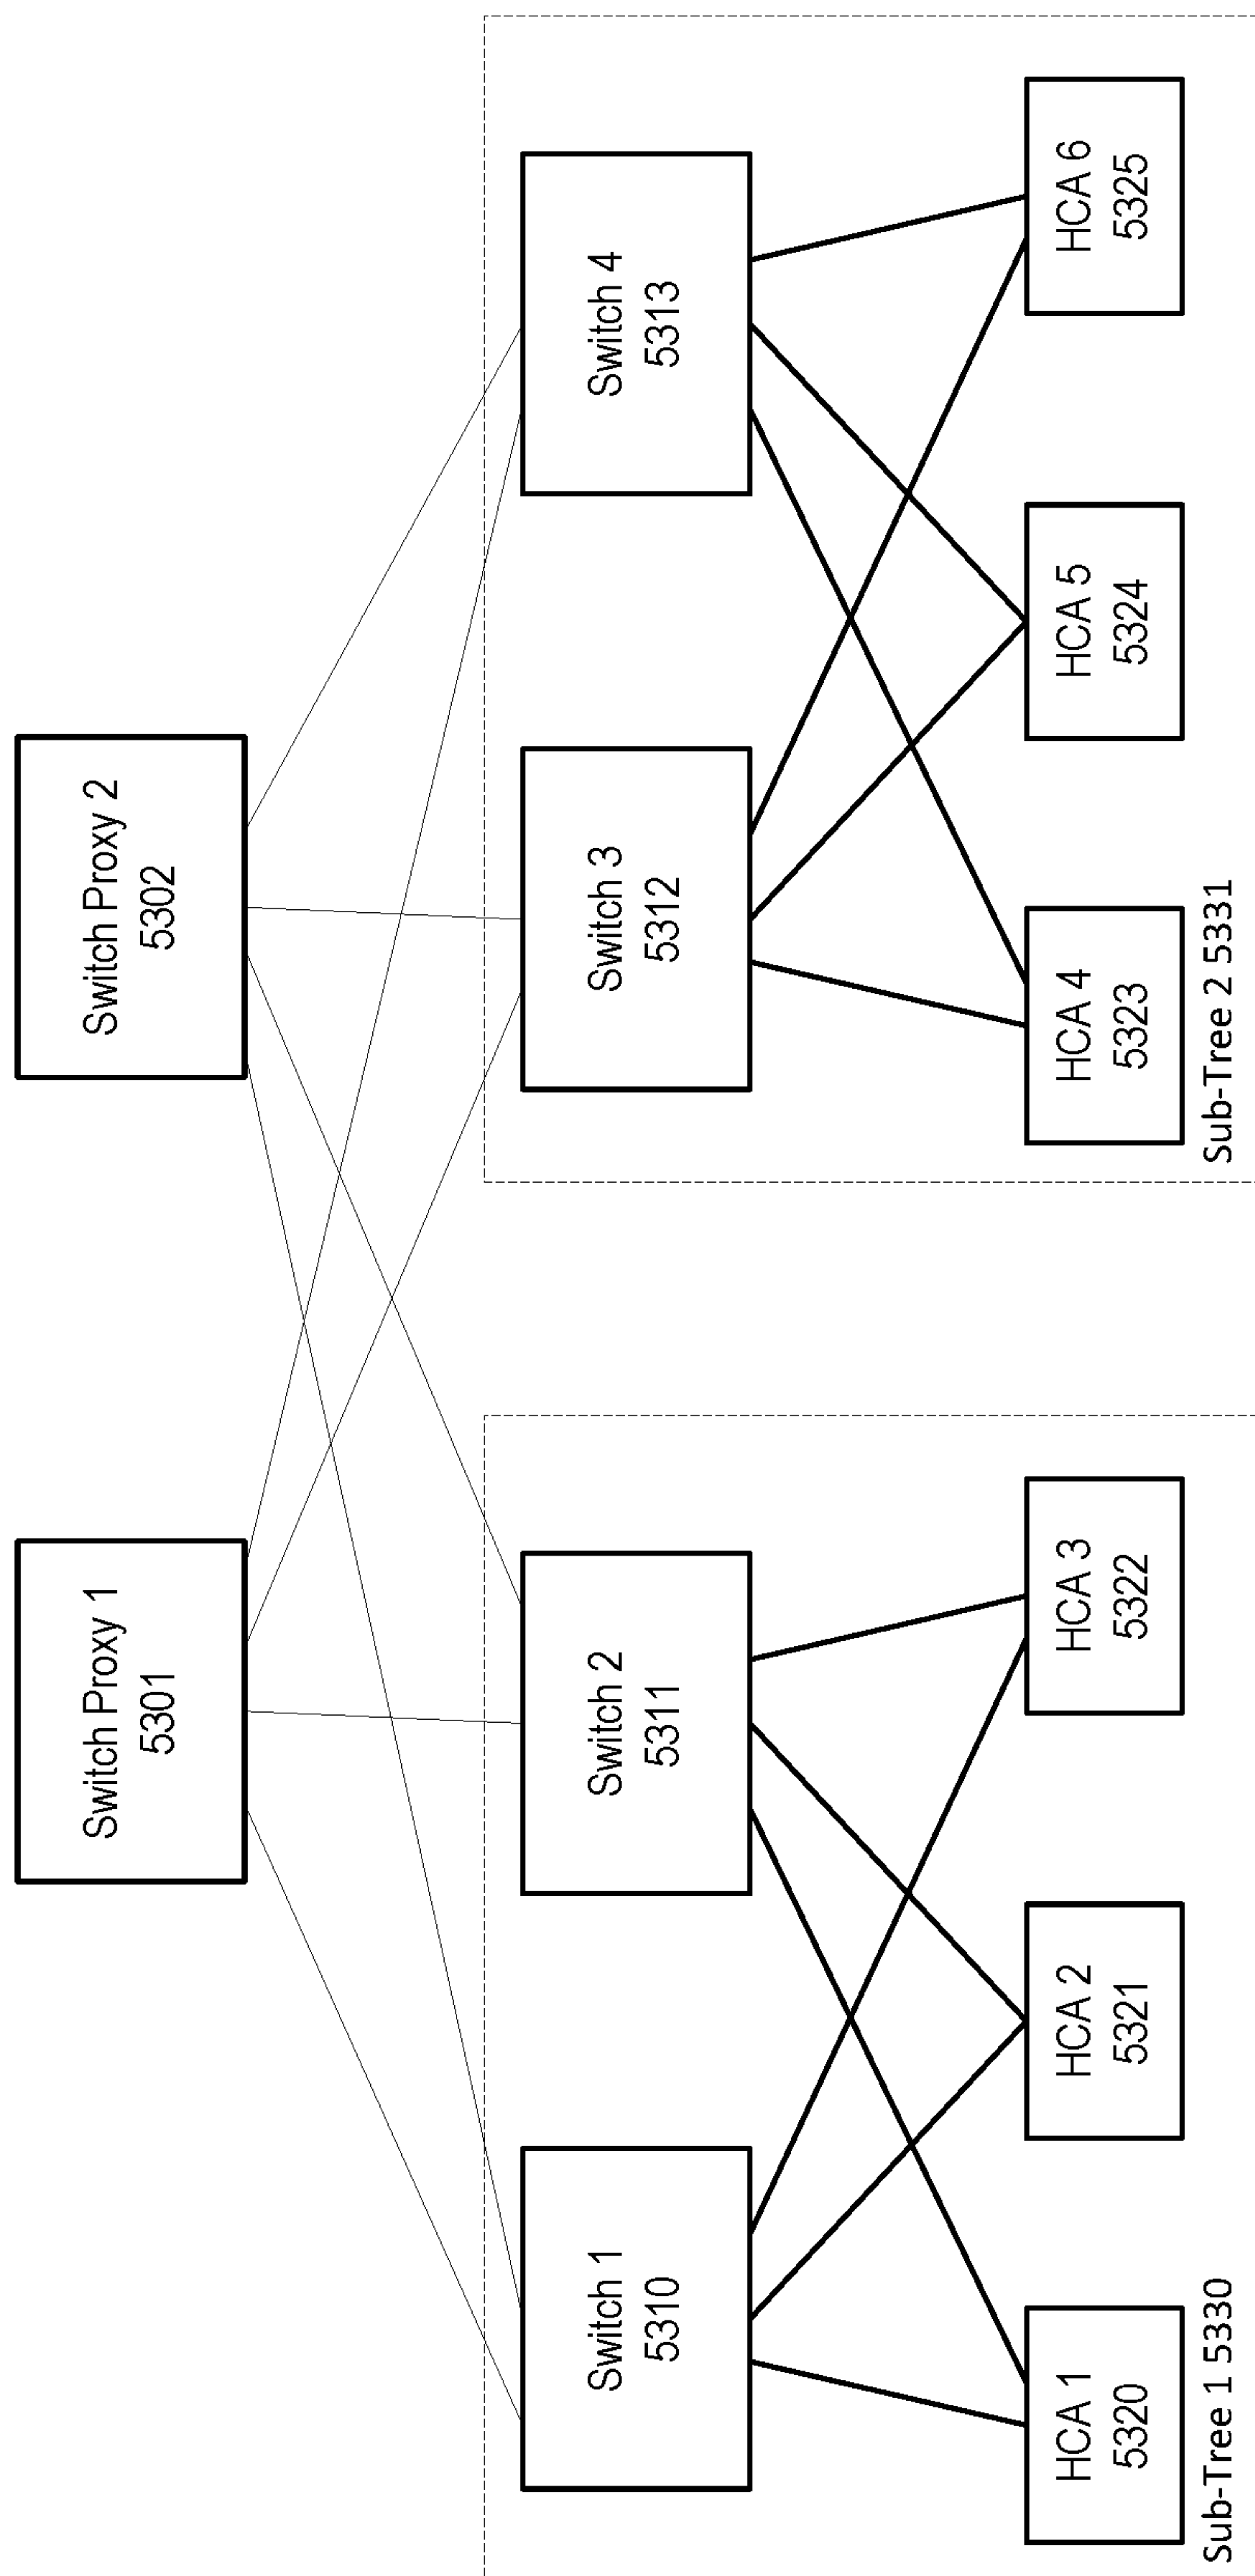 Switch Proxy 1
5301
Switch Proxy 2
5302
Switch 1
5310
Switch 2
5311
Switch 3
5312
Switch 4
5313
HCA 1
5320
HCA 2
5321
HCA 3
5322
HCA 4
5323
HCA 5
5324
HCA 6
5325
Sub-Tree 1 5330
Sub-Tree 2 5331